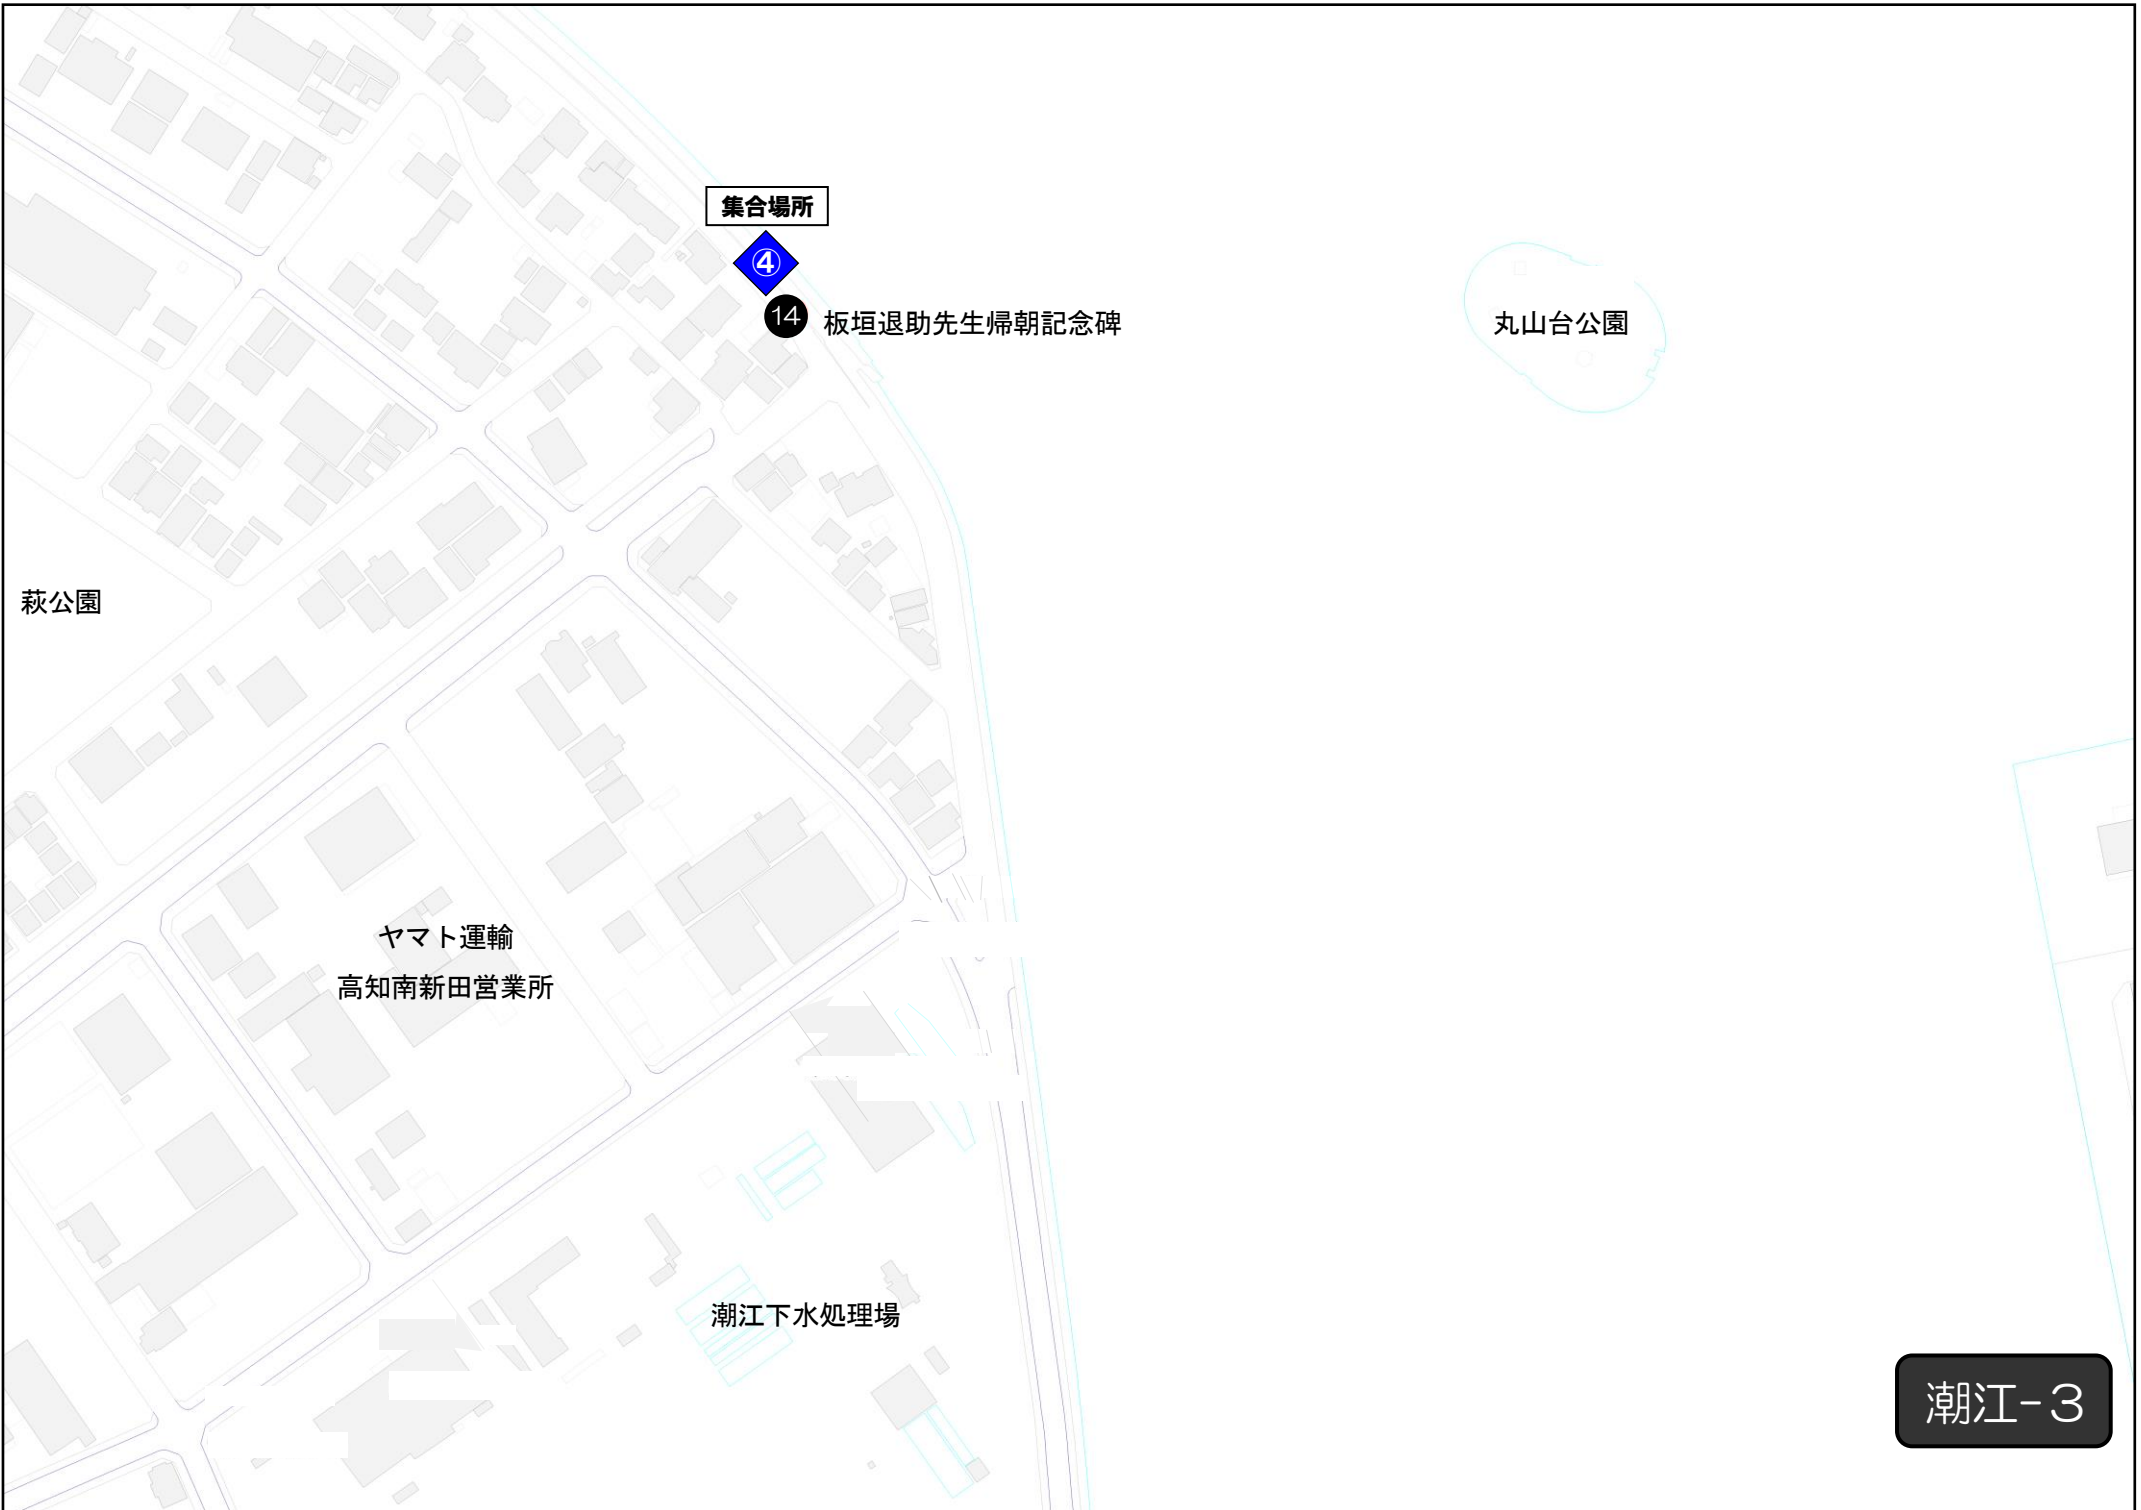 集合場所
④
14 板垣退助先生帰朝記念碑
丸山台公園
萩公園
ヤマト運輸
高知南新田営業所
潮江下水処理場
潮江-3